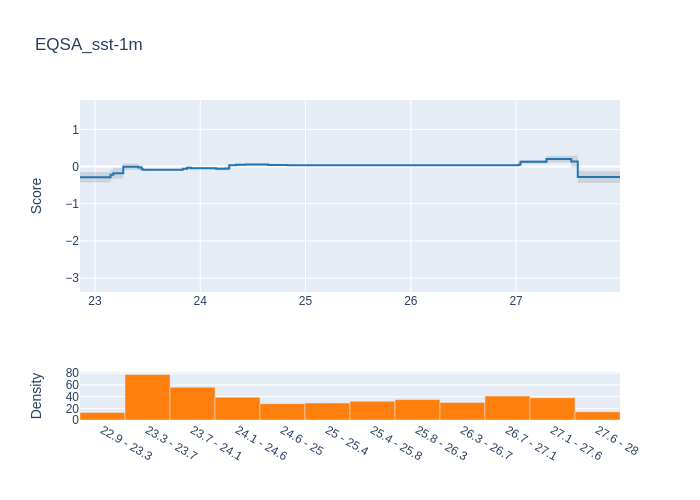 EQSA_sst-1m
Score
1
0
−1
−2
−3
23
24
25
26
27
Density
80
60
40
20
0
22.9 - 23.3
23.3 - 23.7
23.7 - 24.1
24.1 - 24.6
24.6 - 25
25 - 25.4
25.4 - 25.8
25.8 - 26.3
26.3 - 26.7
26.7 - 27.1
27.1 - 27.6
27.6 - 28